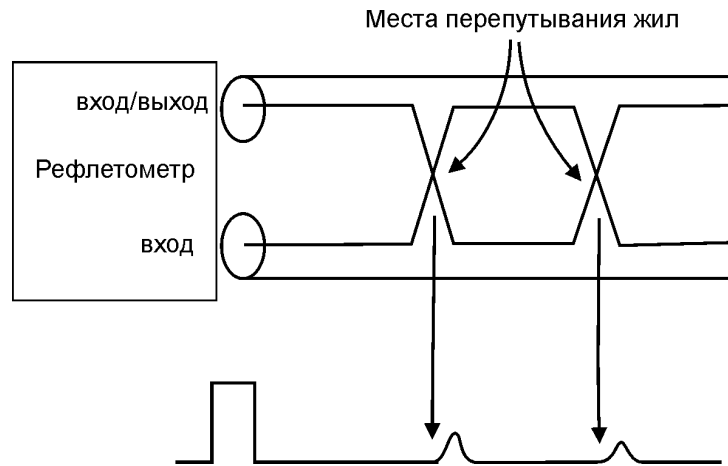 Места перепутывания жил
вход/выход
Рефлетометр
вход